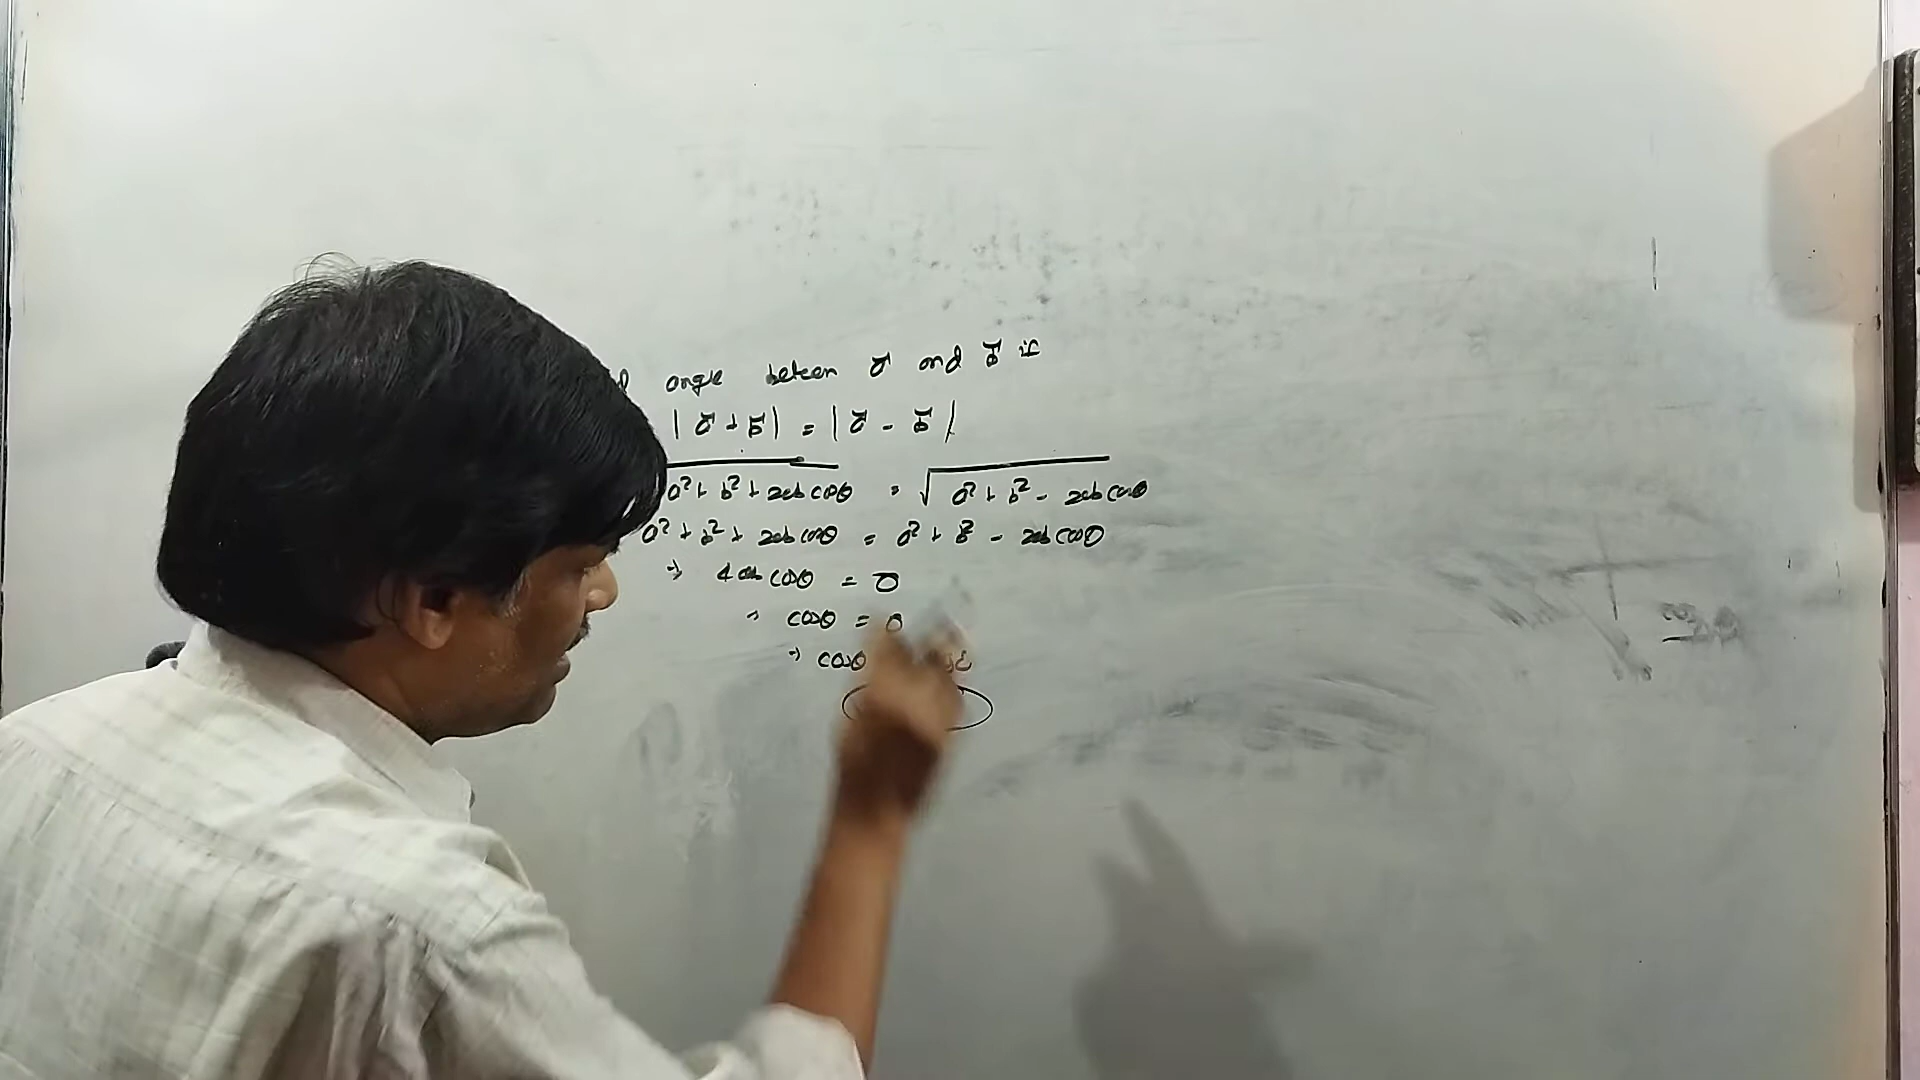 angle beteen a̅ and b̅ if
|a̅ + b̅| = |a̅ - b̅|
a² + b² + 2ab cosθ = √a² + b² - 2ab cosθ
a² + b² + 2ab cosθ = a² + b² - 2ab cosθ
⇒ 4ab cosθ = 0
⇒ cosθ = 0
⇒ cosθ